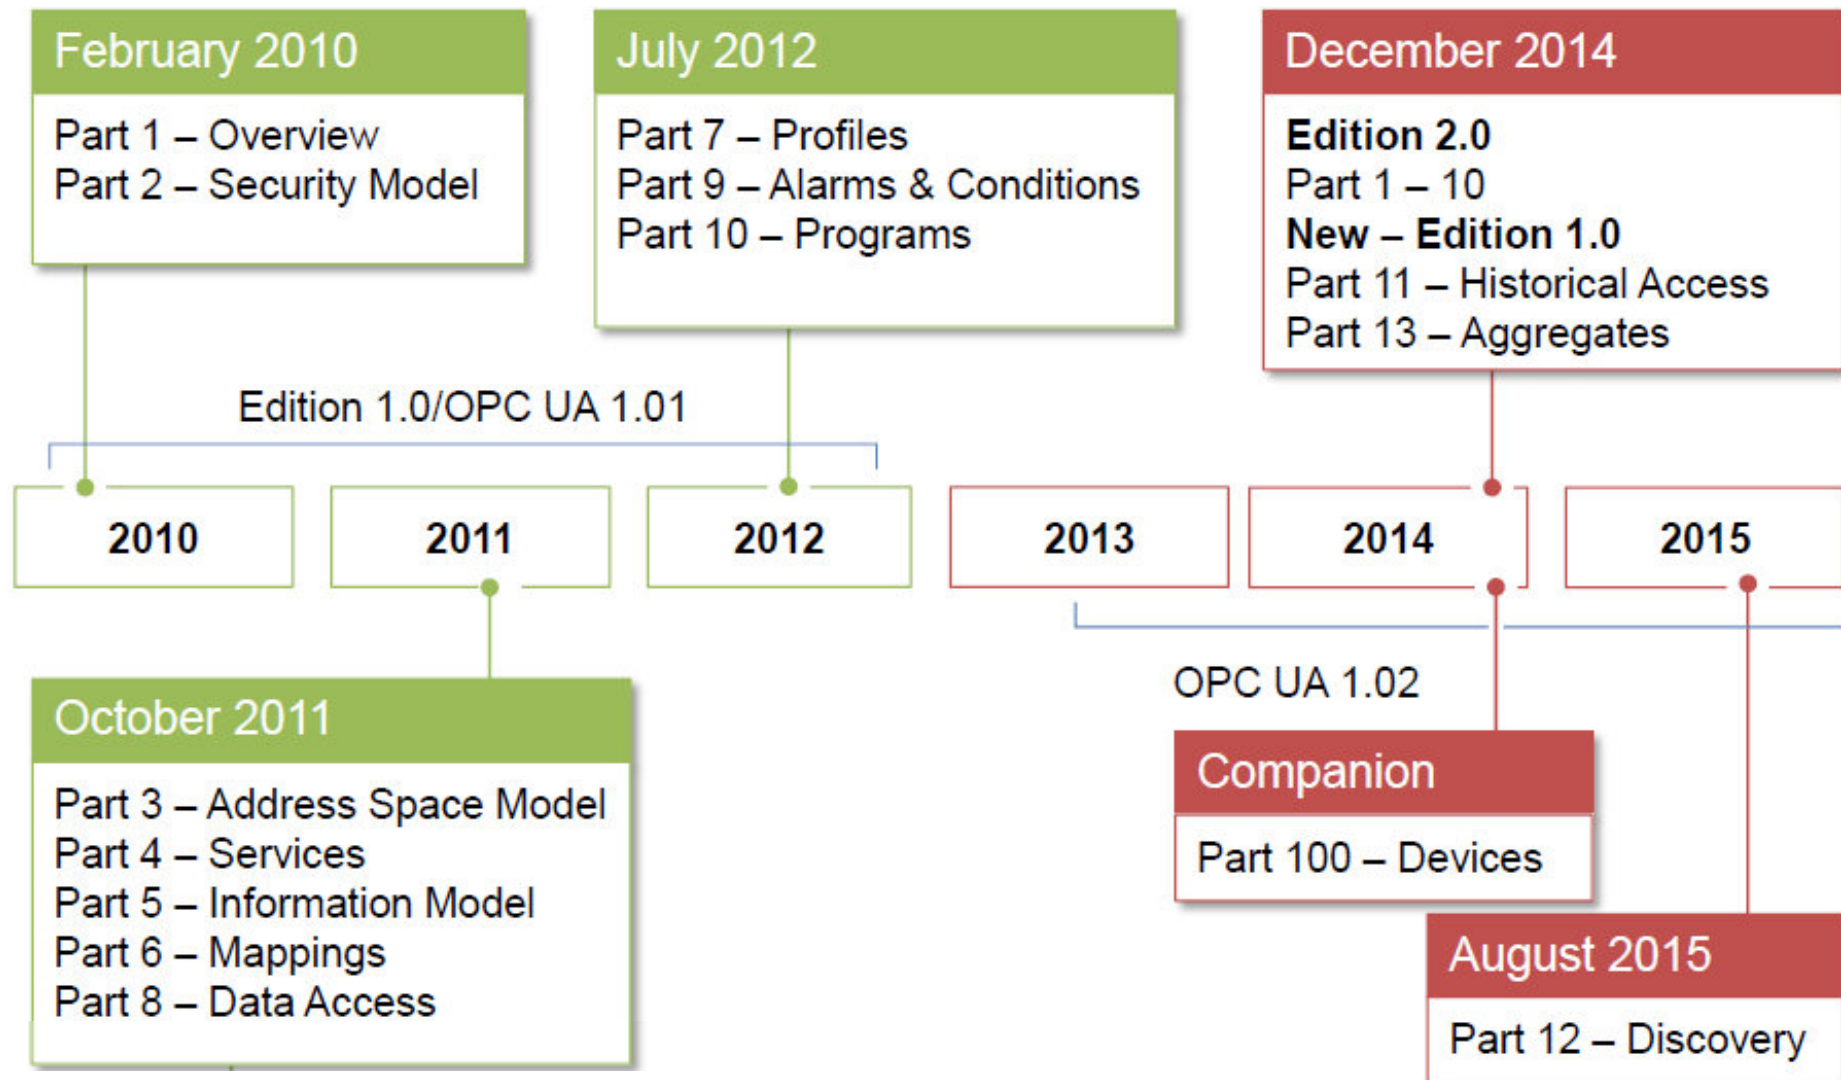 February 2010
Part 1 – Overview
Part 2 – Security Model
July 2012
Part 7 – Profiles
Part 9 – Alarms & Conditions
Part 10 – Programs
December 2014
Edition 2.0
Part 1 – 10
New – Edition 1.0
Part 11 – Historical Access
Part 13 – Aggregates
Edition 1.0/OPC UA 1.01
2010
2011
2012
2013
2014
2015
OPC UA 1.02
October 2011
Part 3 – Address Space Model
Part 4 – Services
Part 5 – Information Model
Part 6 – Mappings
Part 8 – Data Access
Companion
Part 100 – Devices
August 2015
Part 12 – Discovery